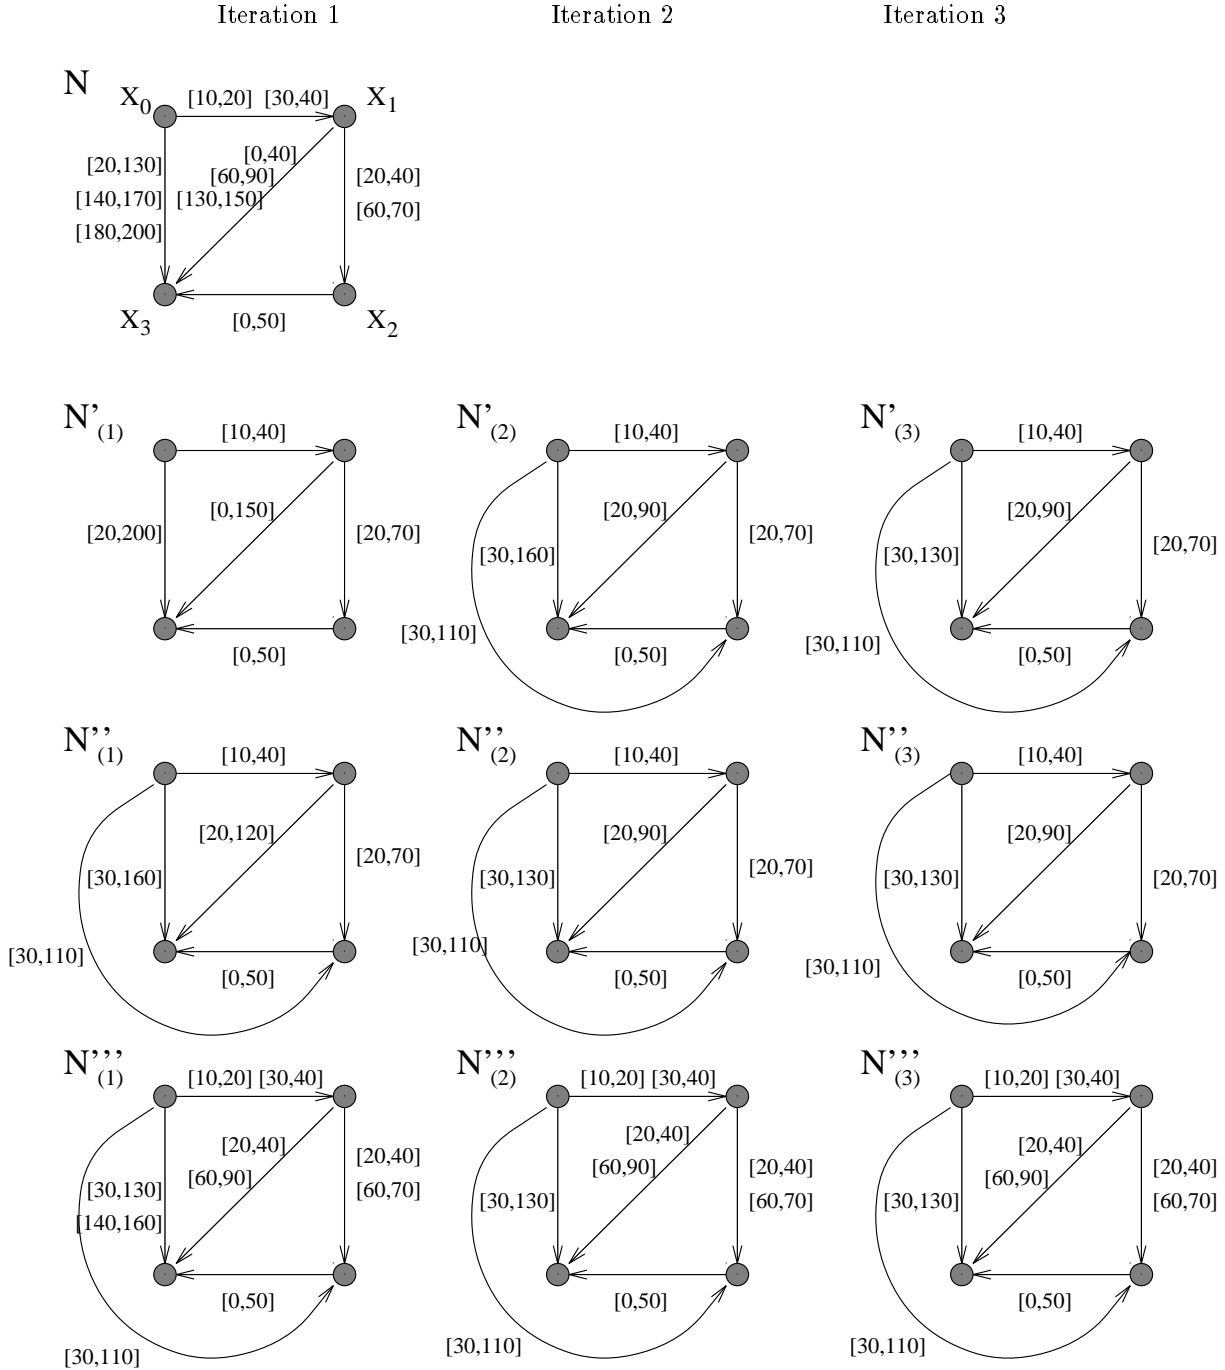 Iteration 1 Iteration 2 Iteration 3
N
X0 [10,20] [30,40] X1
[0,40]
[20,130] [60,90] [20,40]
[140,170] [130,150] [60,70]
[180,200]
X3 [0,50] X2
N'(1) [10,40] N'(2) [10,40] N'(3) [10,40]
[0,150] [20,90] [20,90]
[20,200] [20,70] [30,160] [20,70] [30,130] [20,70]
[0,50] [30,110] [0,50] [30,110] [0,50]
N''(1) [10,40] N''(2) [10,40] N''(3) [10,40]
[20,120] [20,90] [20,90]
[30,160] [20,70] [30,130] [20,70] [30,130] [20,70]
[30,110] [0,50] [30,110] [0,50] [30,110] [0,50]
N'''(1) [10,20] [30,40] N'''(2) [10,20] [30,40] N'''(3) [10,20] [30,40]
[20,40] [20,40] [20,40] [20,40]
[30,130] [60,90] [60,70] [60,90] [20,40] [60,90] [20,40]
[140,160] [30,130] [60,70] [30,130] [60,70]
[0,50] [0,50] [0,50]
[30,110] [30,110] [30,110]